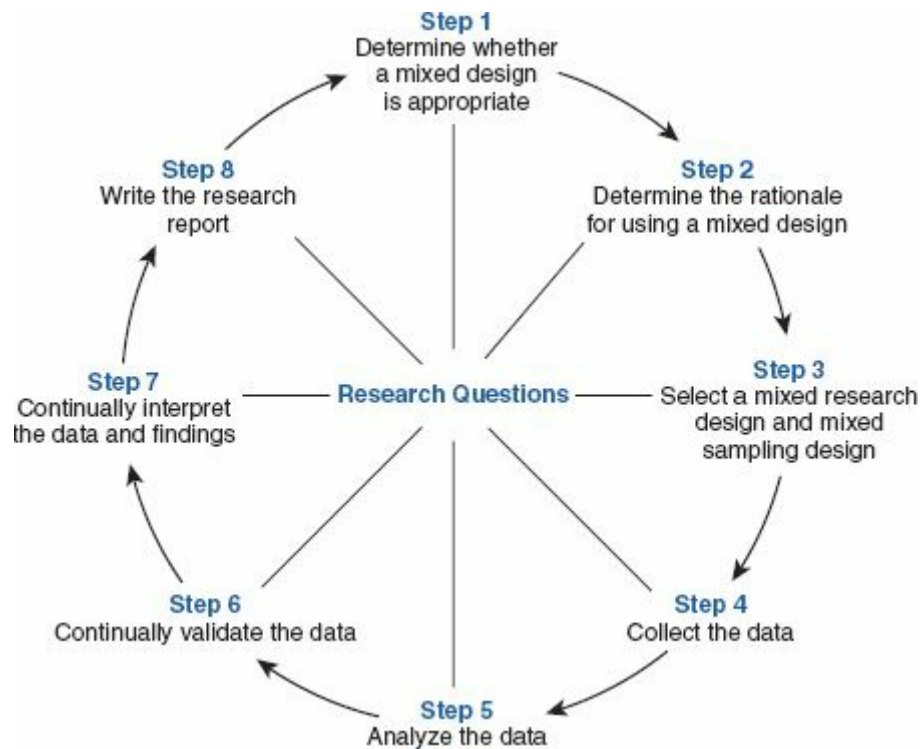 Step 1
Determine whether
a mixed design
is appropriate
Step 2
Determine the rationale
for using a mixed design
Step 3
Select a mixed research
design and mixed
sampling design
Step 4
Collect the data
Step 5
Analyze the data
Step 6
Continually validate the data
Step 7
Continually interpret
the data and findings
Step 8
Write the research
report
Research Questions